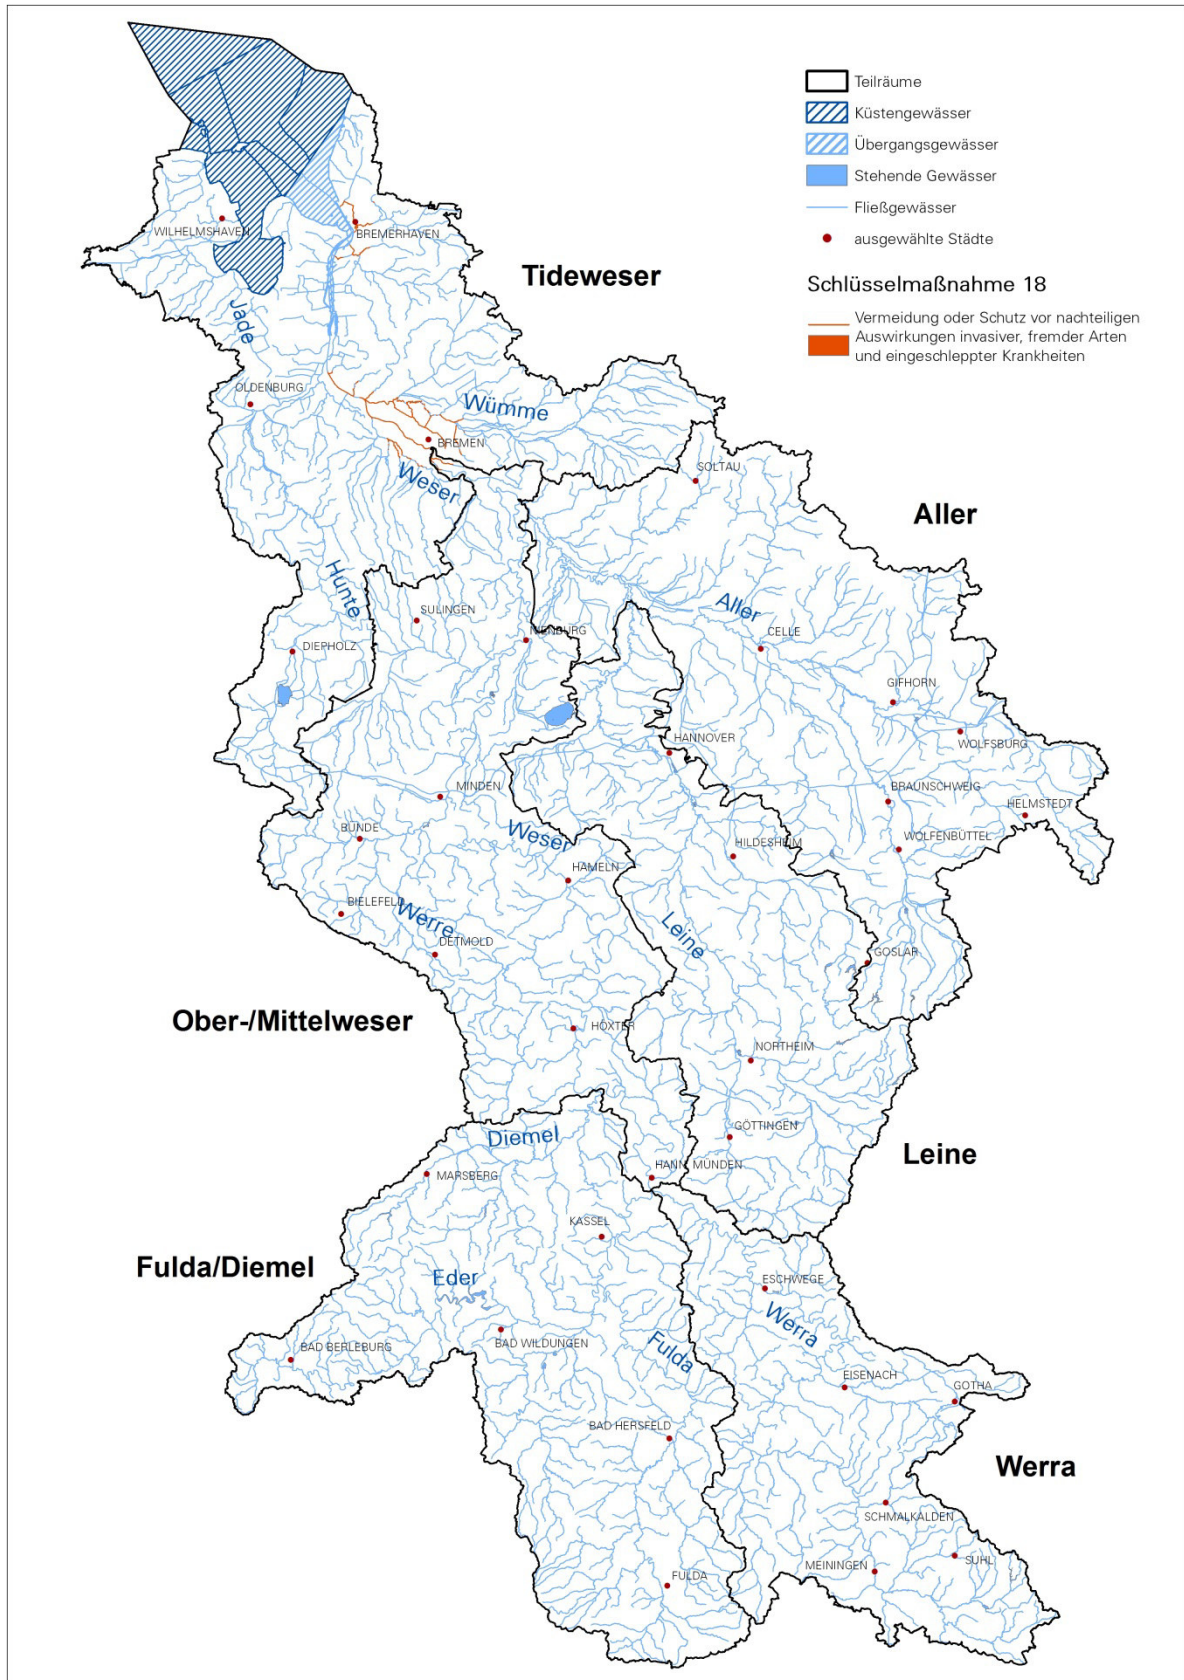 Teilräume
Küstengewässer
Übergangsgewässer
Stehende Gewässer
Fließgewässer
ausgewählte Städte
Schlüsselmaßnahme 18
Vermeidung oder Schutz vor nachteiligen
Auswirkungen invasiver, fremder Arten
und eingeschleppter Krankheiten
WILHELMSHAVEN
BREMERHAVEN
Tideweser
Jade
OLDENBURG
Wümme
BREMEN
Weser
SOLTAU
Aller
Hunte
SULINGEN
Aller
NIENBURG
CELLE
DIEPHOLZ
GIFHORN
HANNOVER
WOLFSBURG
MINDEN
BRAUNSCHWEIG
HELMSTEDT
BÜNDE
Weser
HILDESHEIM
WOLFENBÜTTEL
HAMELN
BIELEFELD
Werre
Leine
DETMOLD
GOSLAR
Ober-/Mittelweser
HÖXTER
NORTHEIM
Diemel
GÖTTINGEN
Leine
MARSBERG
HANN. MÜNDEN
KASSEL
Fulda/Diemel
Eder
ESCHWEGE
Werra
BAD WILDUNGEN
Fulda
BAD BERLEBURG
EISENACH
GOTHA
BAD HERSFELD
Werra
SCHMALKALDEN
SUHL
MEININGEN
FULDA